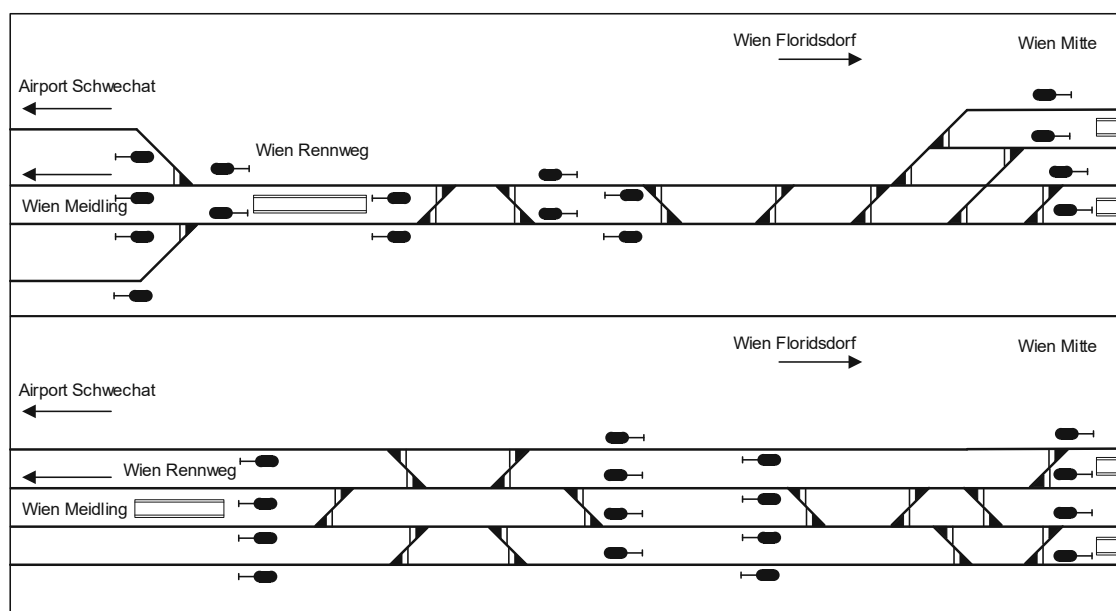 Wien Floridsdorf
Wien Mitte
Airport Schwechat
Wien Rennweg
Wien Meidling
Wien Floridsdorf
Wien Mitte
Airport Schwechat
Wien Rennweg
Wien Meidling